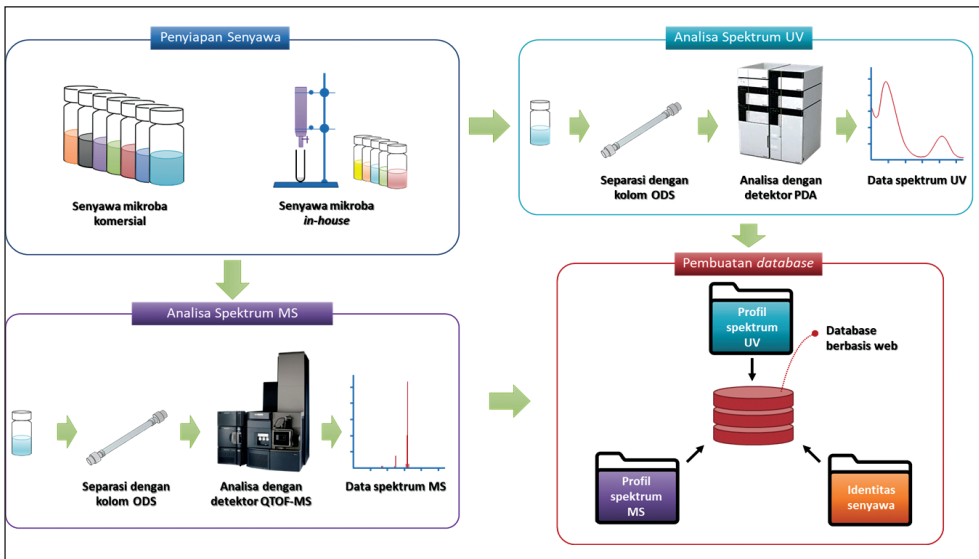 Penyiapan Senyawa
Senyawa mikroba
komersial
Senyawa mikroba
in-house
Analisa Spektrum UV
Separasi dengan
kolom ODS
Analisa dengan
detektor PDA
Data spektrum UV
Analisa Spektrum MS
Separasi dengan
kolom ODS
Analisa dengan
detektor QTOF-MS
Data spektrum MS
Pembuatan database
Profil
spektrum
UV
Database
berbasis web
Profil
spektrum
MS
Identitas
senyawa